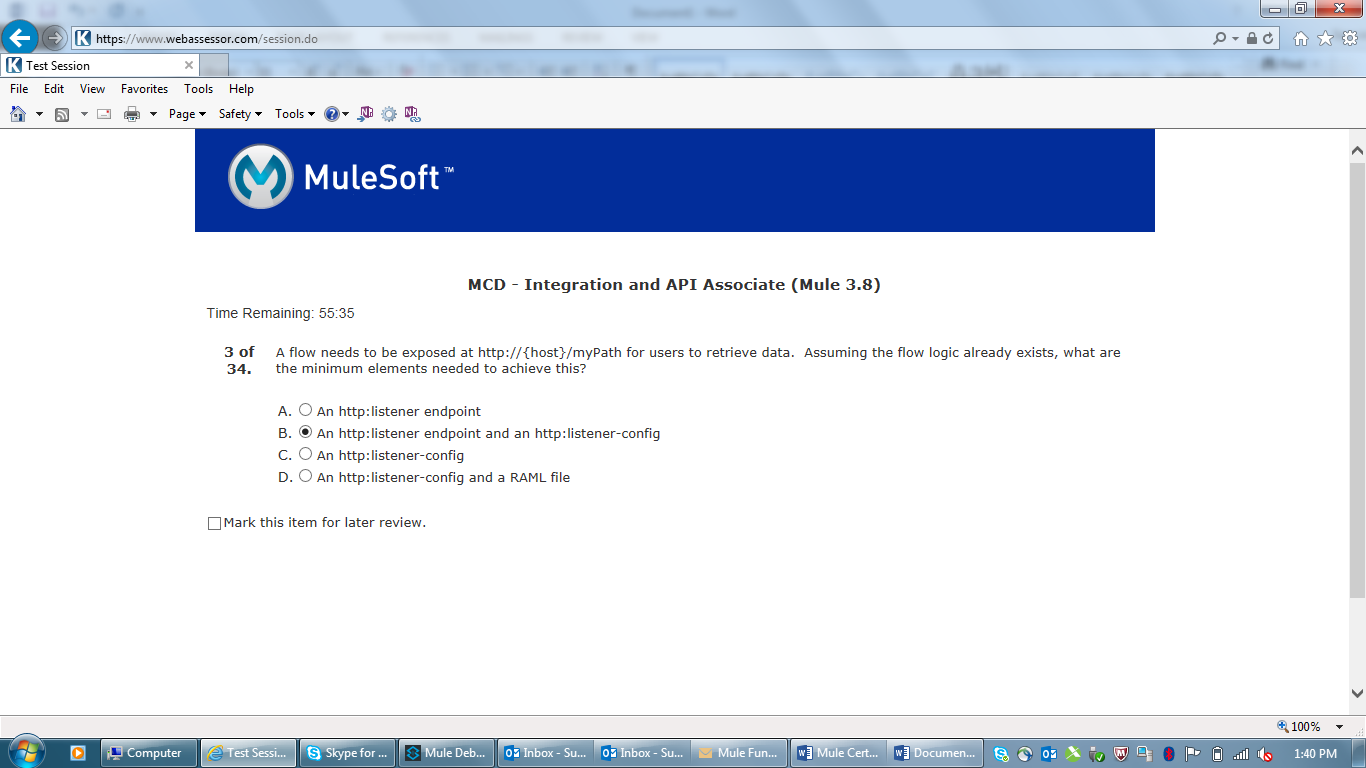 https://www.webassessor.com/session.do
Test Session
File Edit View Favorites Tools Help
Page Safety Tools
MuleSoft™
MCD - Integration and API Associate (Mule 3.8)
Time Remaining: 55:35
3 of 34. A flow needs to be exposed at http://{host}/myPath for users to retrieve data. Assuming the flow logic already exists, what are
the minimum elements needed to achieve this?
A. An http:listener endpoint
B. An http:listener endpoint and an http:listener-config
C. An http:listener-config
D. An http:listener-config and a RAML file
Mark this item for later review.
100%
Computer Test Sessi... Skype for ... Mule Deb... Inbox - Su... Inbox - Su... Mule Fun... Mule Cert... Documen... 1:40 PM